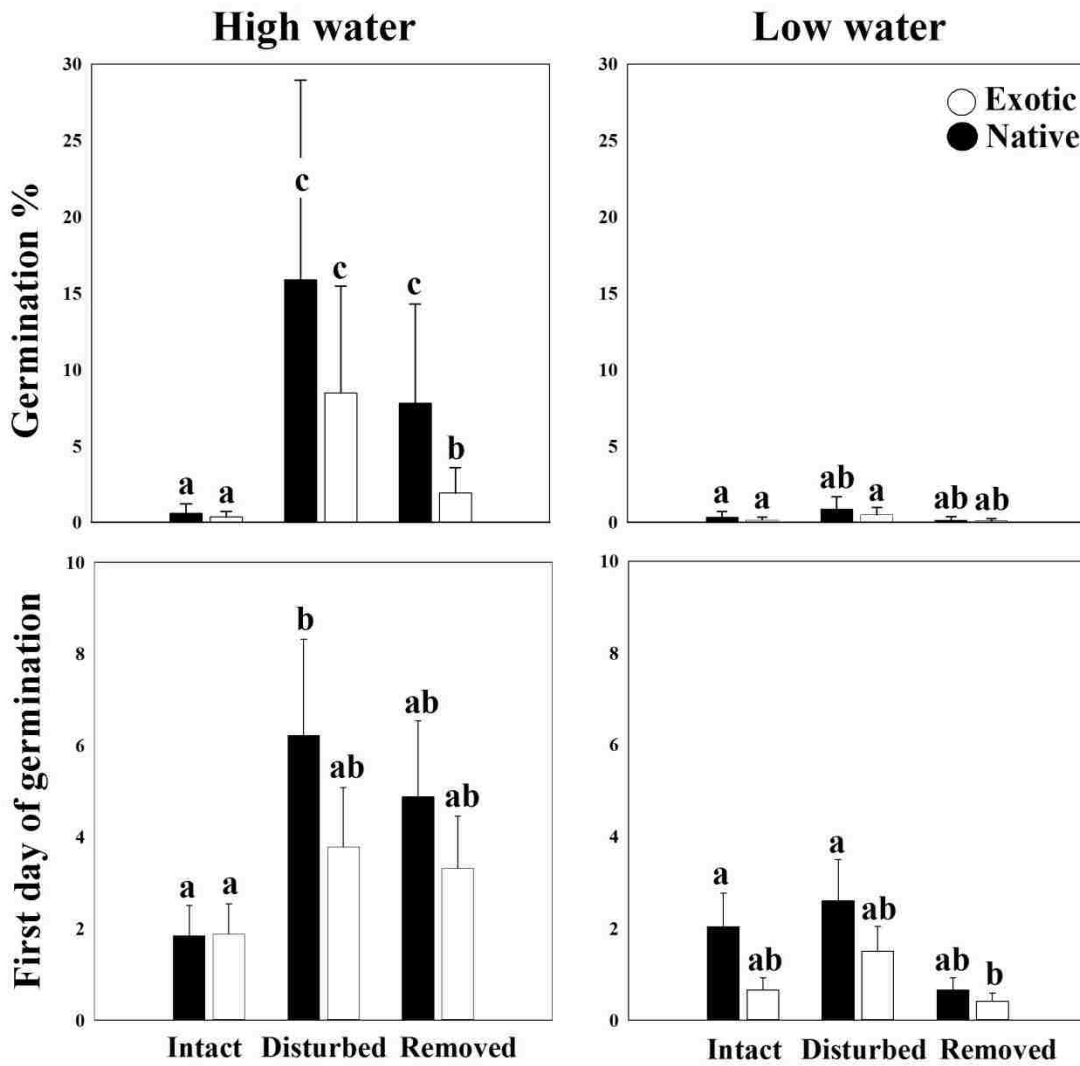 High water
Low water
Germination %
30
25
20
15
10
5
0
a
a
c
c
c
b
30
25
20
15
10
5
0
Exotic
Native
a
a
ab
a
ab
ab
First day of germination
10
8
6
4
2
0
a
a
b
ab
ab
ab
Intact Disturbed Removed
10
8
6
4
2
0
a
ab
a
ab
ab
b
Intact Disturbed Removed